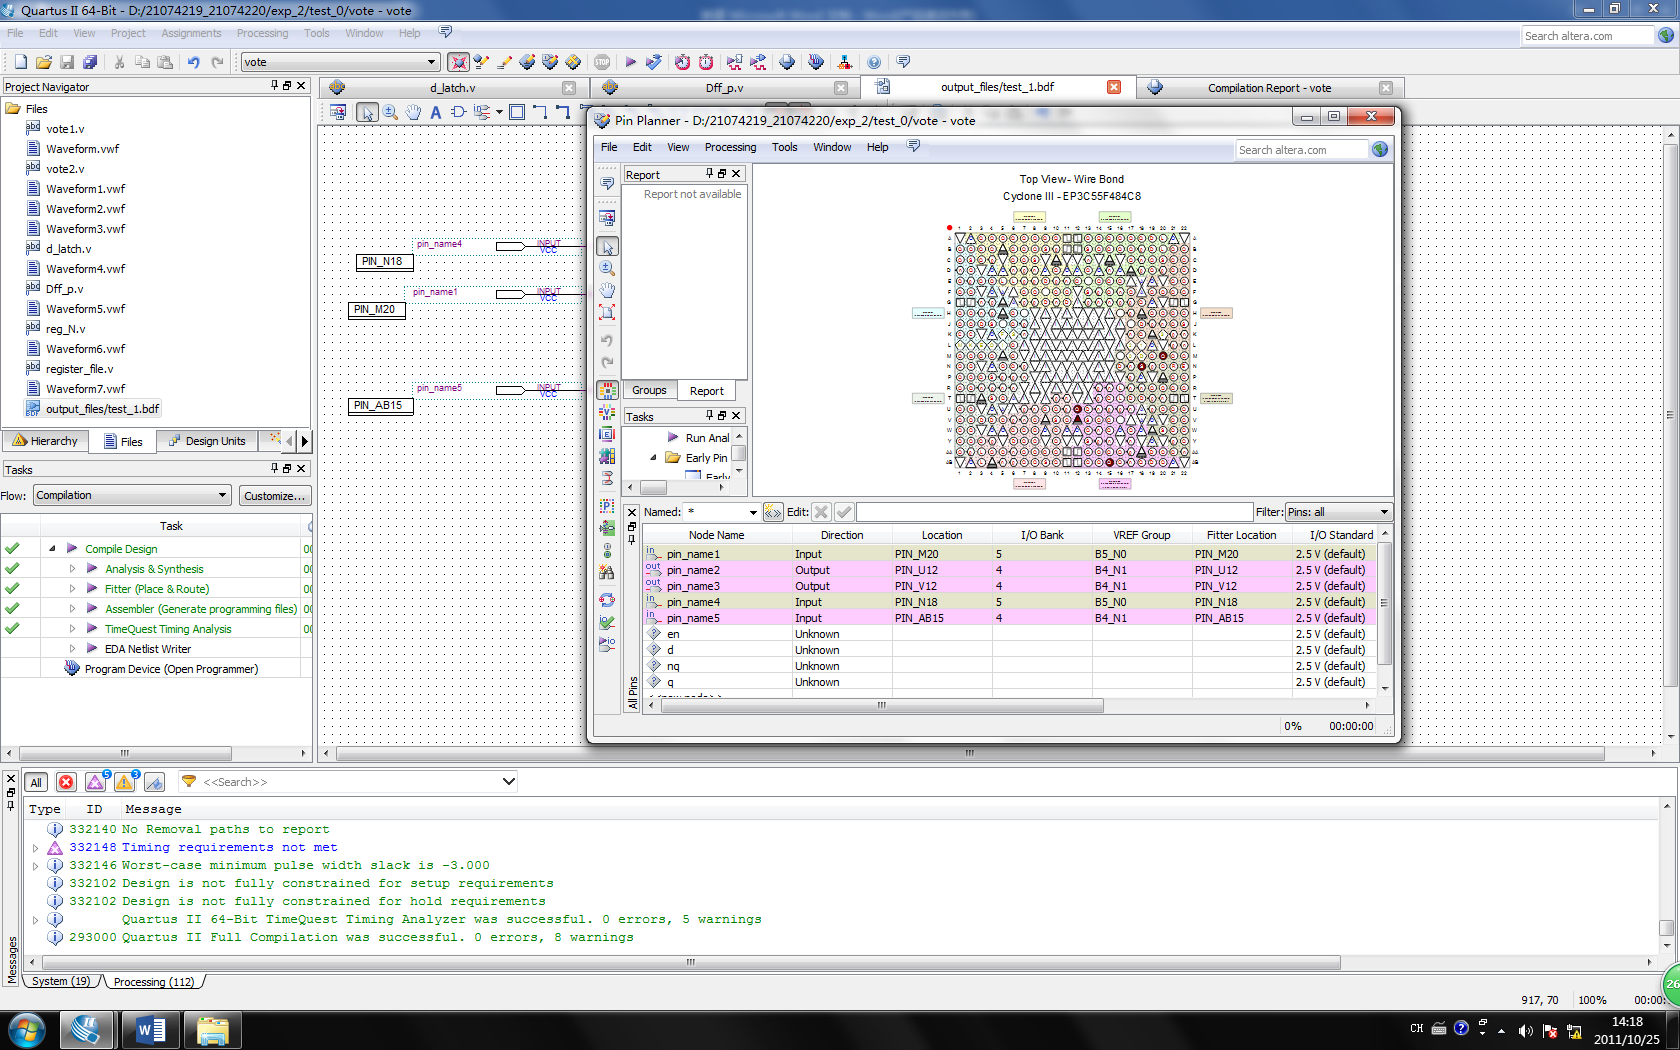 Quartus II 64-Bit - D:/21074219_21074220/exp_2/test_0/vote - vote
File Edit View Project Assignments Processing Tools Window Help
Search altera.com
vote
Project Navigator
Files
vote1.v
Waveform.vwf
vote2.v
Waveform1.vwf
Waveform2.vwf
Waveform3.vwf
d_latch.v
Waveform4.vwf
Dff_p.v
Waveform5.vwf
reg_N.v
Waveform6.vwf
register_file.v
Waveform7.vwf
output_files/test_1.bdf
Hierarchy Files Design Units
Tasks
Flow: Compilation Customize...
Task
Compile Design
Analysis & Synthesis
Fitter (Place & Route)
Assembler (Generate programming files)
TimeQuest Timing Analysis
EDA Netlist Writer
Program Device (Open Programmer)
d_latch.v Dff_p.v output_files/test_1.bdf Compilation Report - vote
pin_name4 INPUT
VCC
PIN_N18
pin_name1 INPUT
VCC
PIN_M20
pin_name5 INPUT
VCC
PIN_AB15
Pin Planner - D:/21074219_21074220/exp_2/test_0/vote - vote
File Edit View Processing Tools Window Help
Search altera.com
Report
Report not available
Groups Report
Tasks
Run Anal
Early Pin
Early
Top View- Wire Bond
Cyclone III - EP3C55F484C8
Named: * Edit: Filter: Pins: all
Node Name Direction Location I/O Bank VREF Group Fitter Location I/O Standard
pin_name1 Input PIN_M20 5 B5_N0 PIN_M20 2.5 V (default)
pin_name2 Output PIN_U12 4 B4_N1 PIN_U12 2.5 V (default)
pin_name3 Output PIN_V12 4 B4_N1 PIN_V12 2.5 V (default)
pin_name4 Input PIN_N18 5 B5_N0 PIN_N18 2.5 V (default)
pin_name5 Input PIN_AB15 4 B4_N1 PIN_AB15 2.5 V (default)
en Unknown 2.5 V (default)
d Unknown 2.5 V (default)
nq Unknown 2.5 V (default)
q Unknown 2.5 V (default)
All Pins
0% 00:00:00
All 5 3 <<Search>>
Type ID Message
332140 No Removal paths to report
332148 Timing requirements not met
332146 Worst-case minimum pulse width slack is -3.000
332102 Design is not fully constrained for setup requirements
332102 Design is not fully constrained for hold requirements
Quartus II 64-Bit TimeQuest Timing Analyzer was successful. 0 errors, 5 warnings
293000 Quartus II Full Compilation was successful. 0 errors, 8 warnings
Messages
System (19) Processing (112)
917, 70 100% 00:00:
26
CH
14:18
2011/10/25